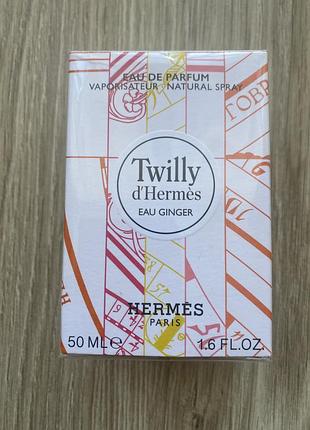 EAU DE PARFUM
VAPORISATEUR · NATURAL SPRAY
Twilly
d'Hermès
EAU GINGER
HERMÈS
PARIS
50 ML℮ 1.6 FL.OZ.